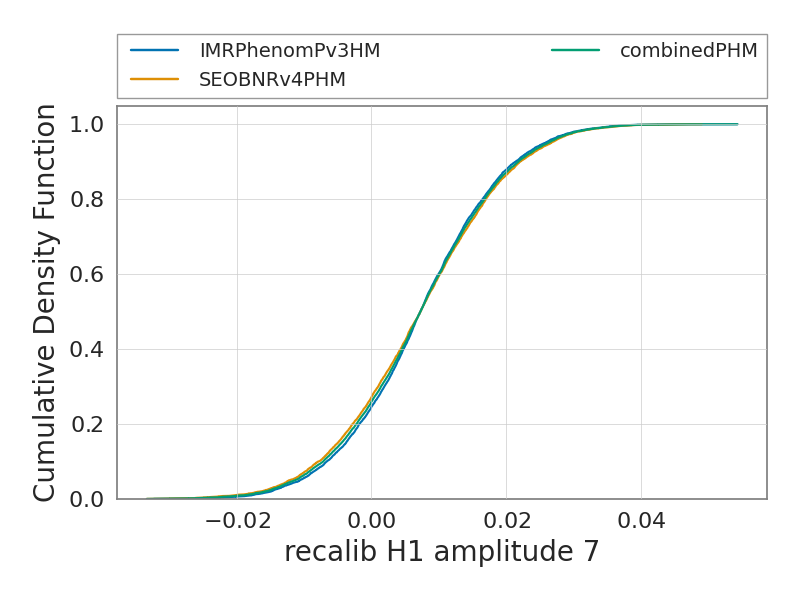 IMRPhenomPv3HM
SEOBNRv4PHM
combinedPHM
Cumulative Density Function
1.0
0.8
0.6
0.4
0.2
0.0
−0.02 0.00 0.02 0.04
recalib H1 amplitude 7